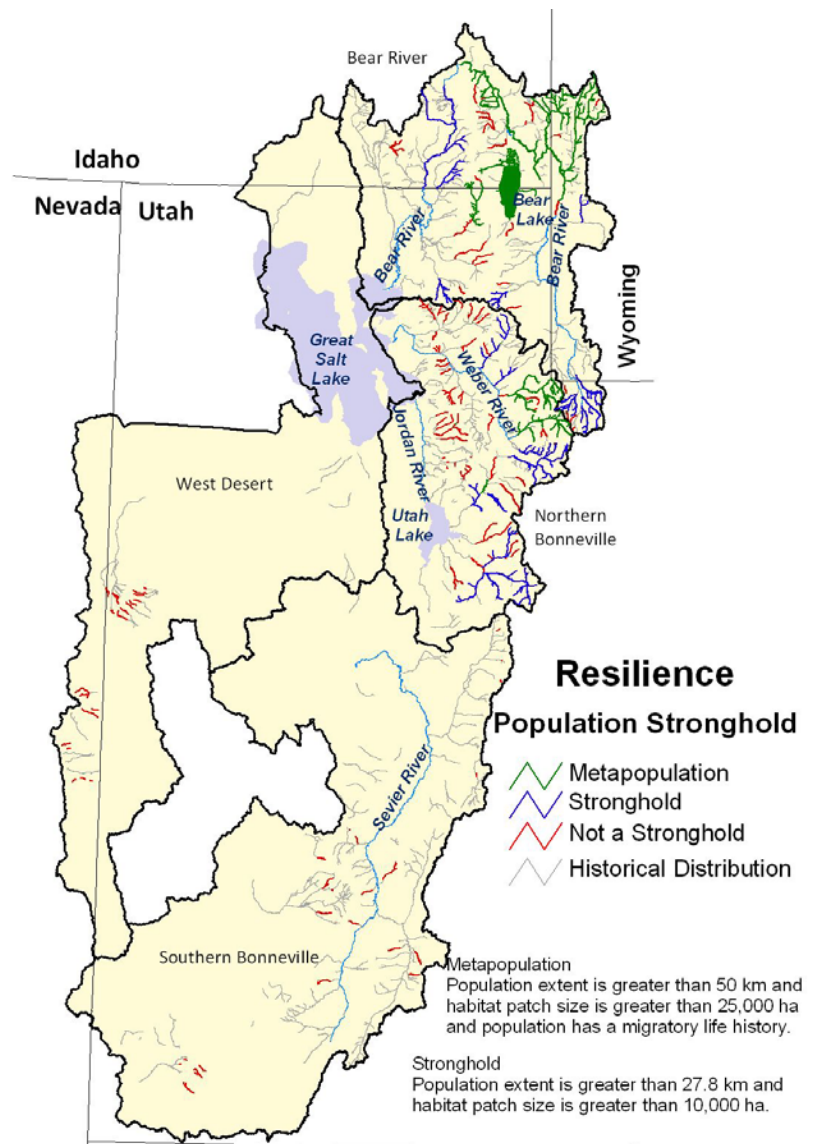 Bear River
Idaho
Nevada
Utah
Bear
Lake
Bear River
Bear River
Wyoming
Great
Salt
Lake
Weber River
Jordan River
West Desert
Utah
Lake
Northern
Bonneville
Resilience
Population Stronghold
Metapopulation
Stronghold
Not a Stronghold
Historical Distribution
Sevier River
Southern Bonneville
Metapopulation
Population extent is greater than 50 km and
habitat patch size is greater than 25,000 ha
and population has a migratory life history.
Stronghold
Population extent is greater than 27.8 km and
habitat patch size is greater than 10,000 ha.